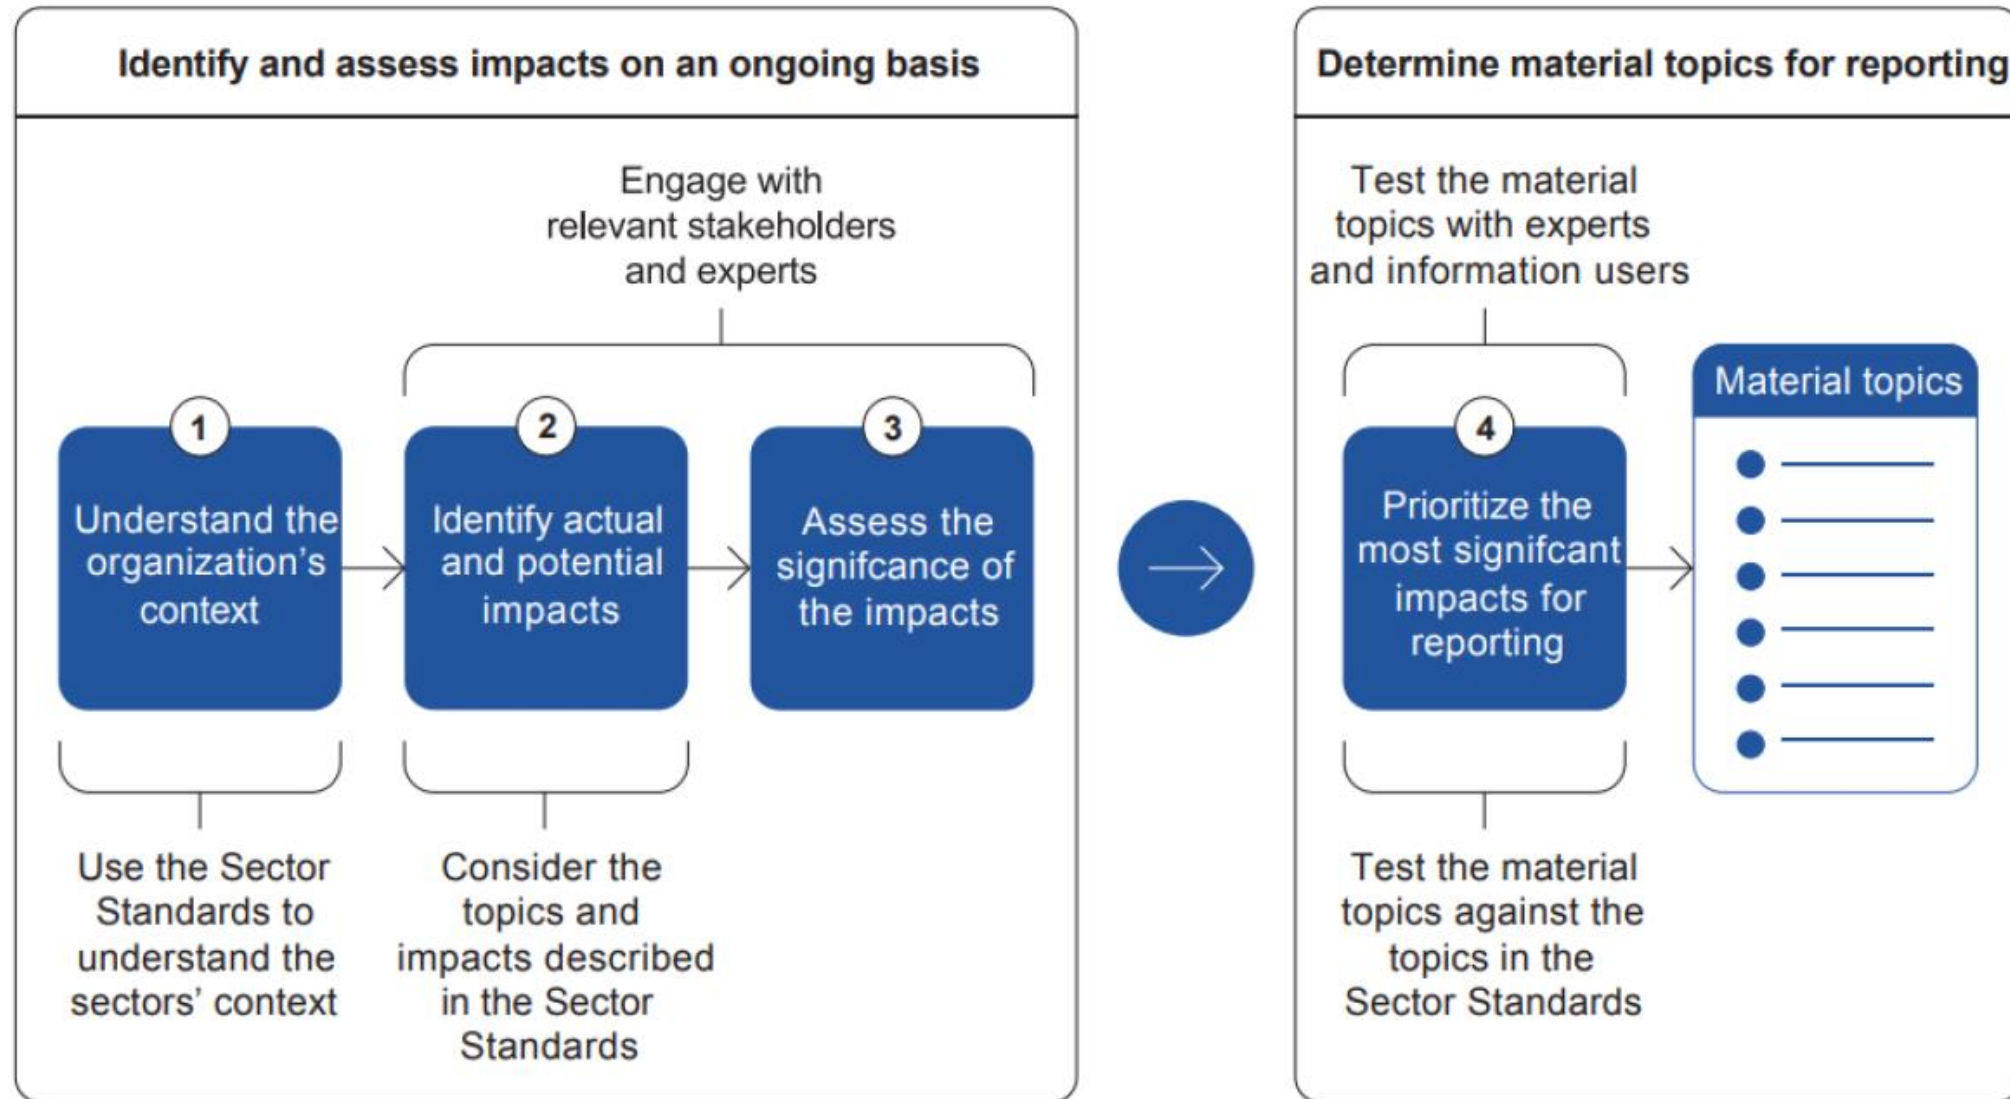 Identify and assess impacts on an ongoing basis
Engage with
relevant stakeholders
and experts
1
Understand the
organization's
context
2
Identify actual
and potential
impacts
3
Assess the
signifcance of
the impacts
Use the Sector
Standards to
understand the
sectors' context
Consider the
topics and
impacts described
in the Sector
Standards
Determine material topics for reporting
Test the material
topics with experts
and information users
4
Prioritize the
most signifcant
impacts for
reporting
Material topics
Test the material
topics against the
topics in the
Sector Standards